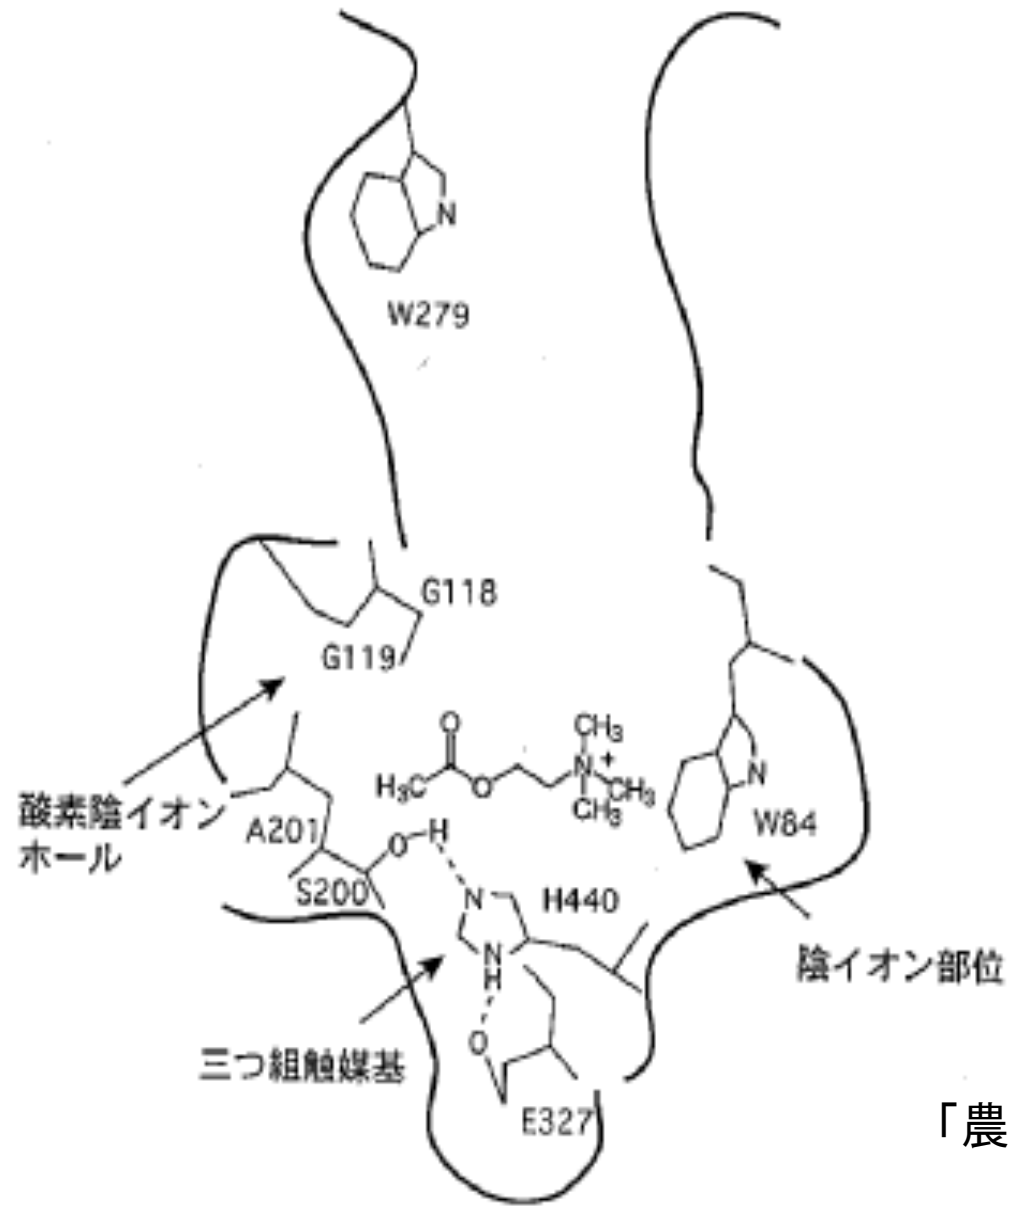 N
W279
G118
G119
酸素陰イオン
ホール
O
CH3
H3C
O
N
+
CH3
CH3
N
W84
A201
O-H
S200
N
H440
N
H
陰イオン部位
三つ組触媒基
O
E327
「農